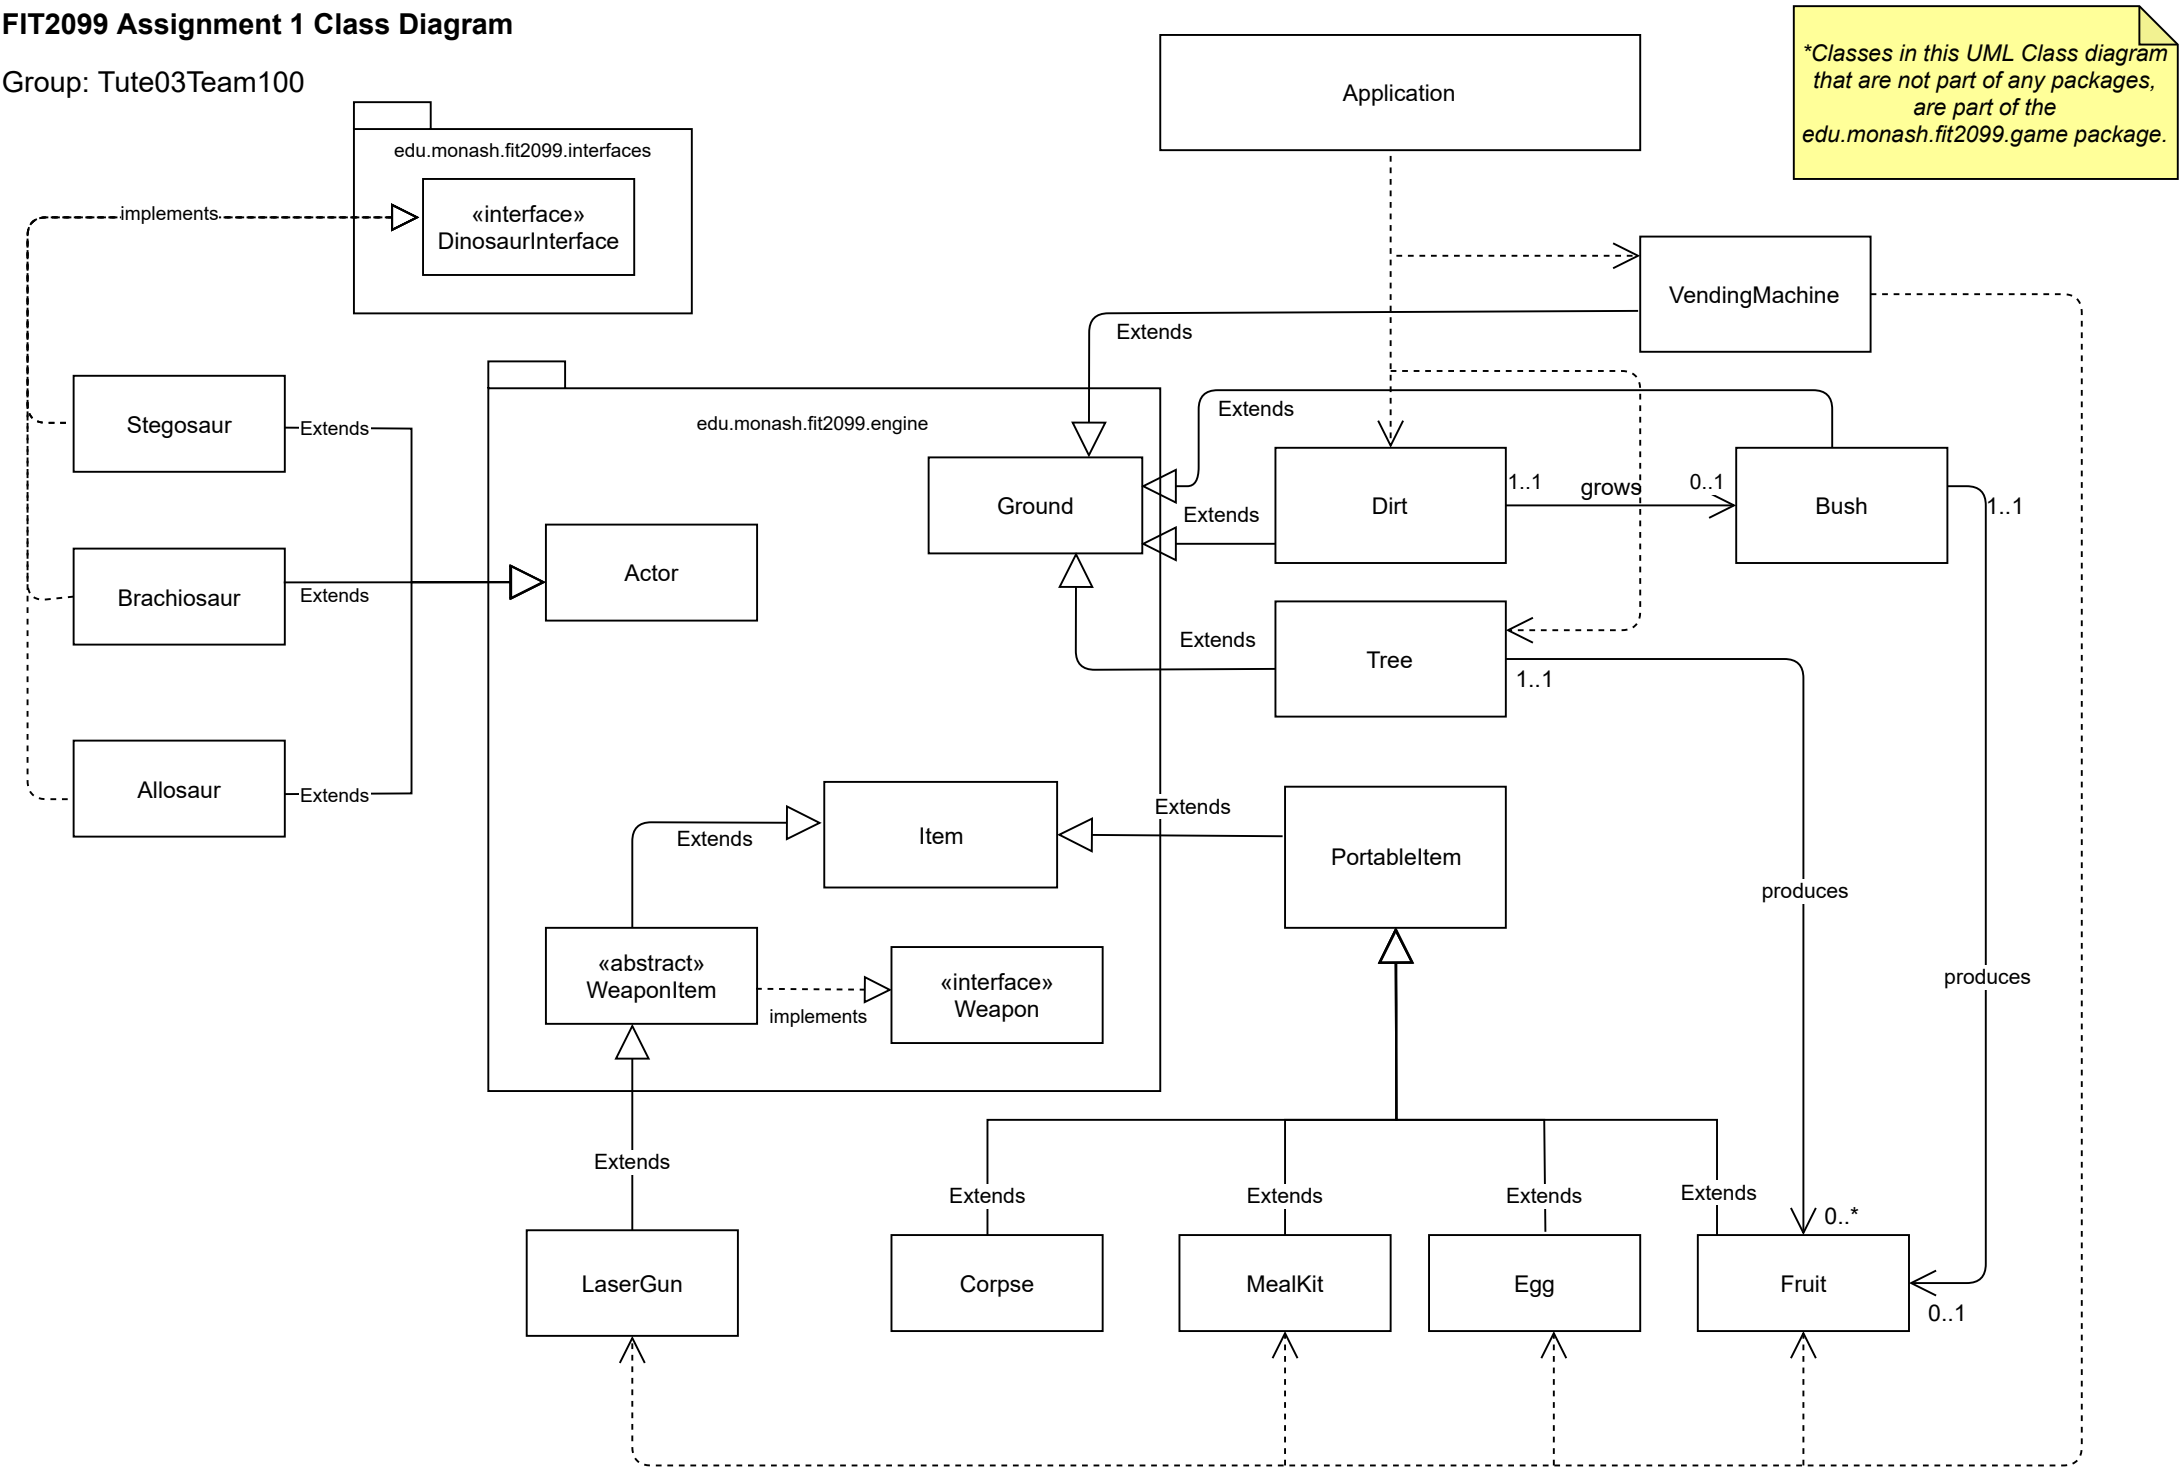 FIT2099 Assignment 1 Class Diagram
Group: Tute03Team100
*Classes in this UML Class diagram
that are not part of any packages,
are part of the
edu.monash.fit2099.game package.
Application
edu.monash.fit2099.interfaces
«interface»
DinosaurInterface
implements
VendingMachine
Extends
Stegosaur
Extends
edu.monash.fit2099.engine
Extends
Ground
Extends
Dirt
1..1
grows
0..1
Bush
1..1
Brachiosaur
Extends
Actor
Extends
Tree
1..1
Allosaur
Extends
Extends
Item
Extends
PortableItem
produces
«abstract»
WeaponItem
implements
«interface»
Weapon
produces
Extends
Extends
Extends
Extends
Extends
0..*
LaserGun
Corpse
MealKit
Egg
Fruit
0..1